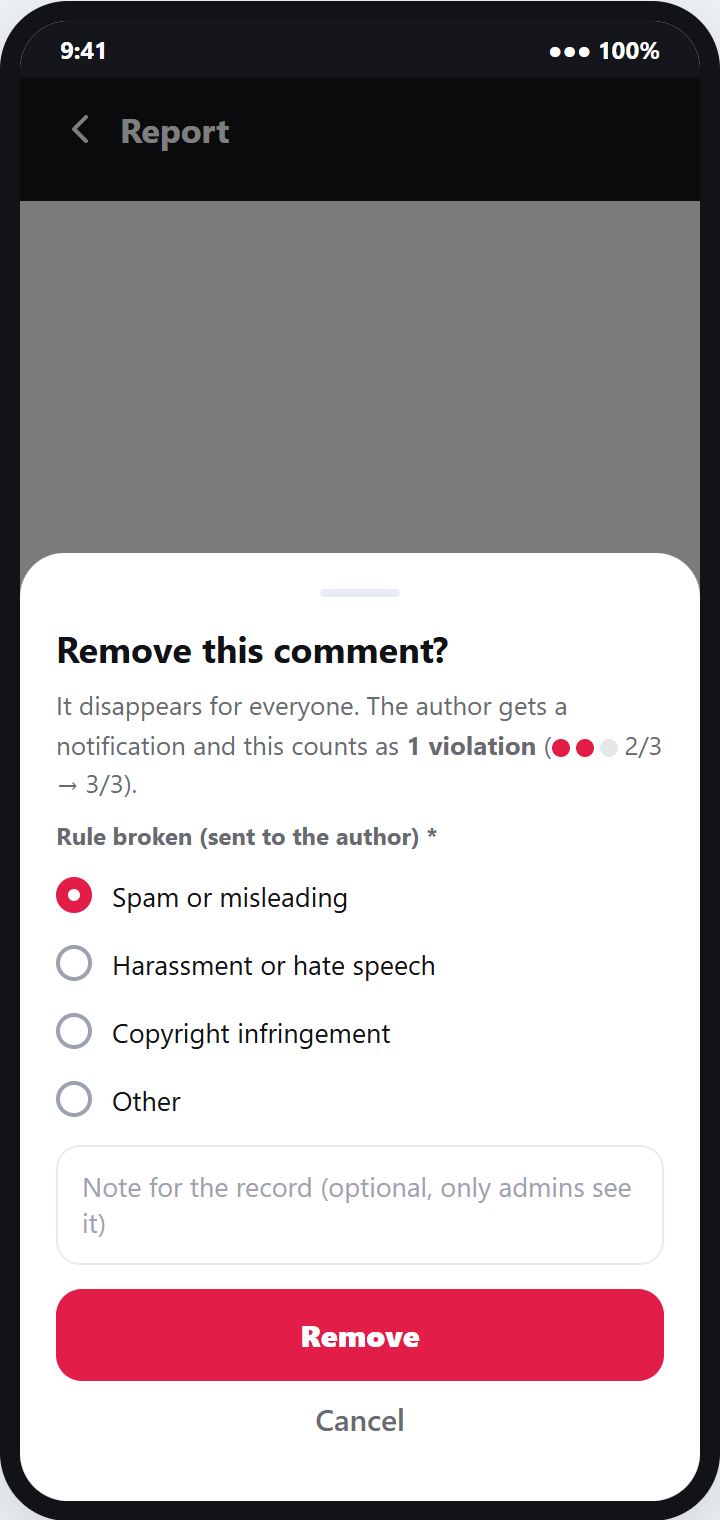 9:41
●●● 100%
Report
Remove this comment?
It disappears for everyone. The author gets a
notification and this counts as 1 violation (●●● 2/3
→ 3/3).
Rule broken (sent to the author) *
Spam or misleading
Harassment or hate speech
Copyright infringement
Other
Note for the record (optional, only admins see
it)
Remove
Cancel